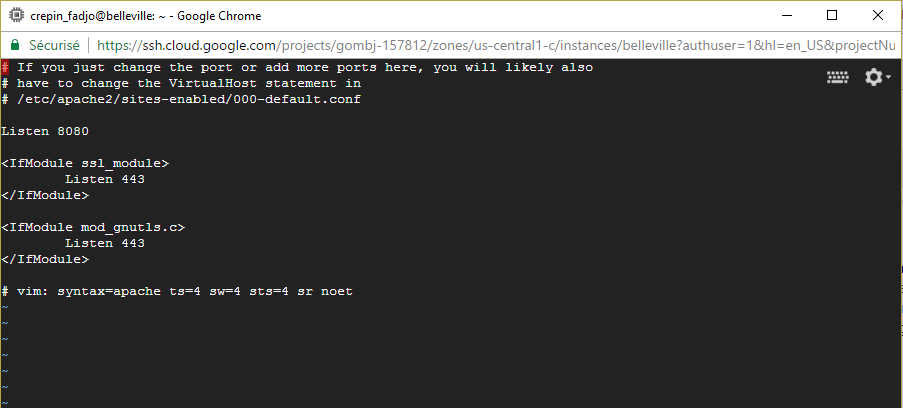 crepin_fadjo@belleville: ~ - Google Chrome
Sécurisé https://ssh.cloud.google.com/projects/gombj-157812/zones/us-central1-c/instances/belleville?authuser=1&hl=en_US&projectNu
# If you just change the port or add more ports here, you will likely also
# have to change the VirtualHost statement in
# /etc/apache2/sites-enabled/000-default.conf
Listen 8080
<IfModule ssl_module>
Listen 443
</IfModule>
<IfModule mod_gnutls.c>
Listen 443
</IfModule>
# vim: syntax=apache ts=4 sw=4 sts=4 sr noet
~
~
~
~
~
~
~